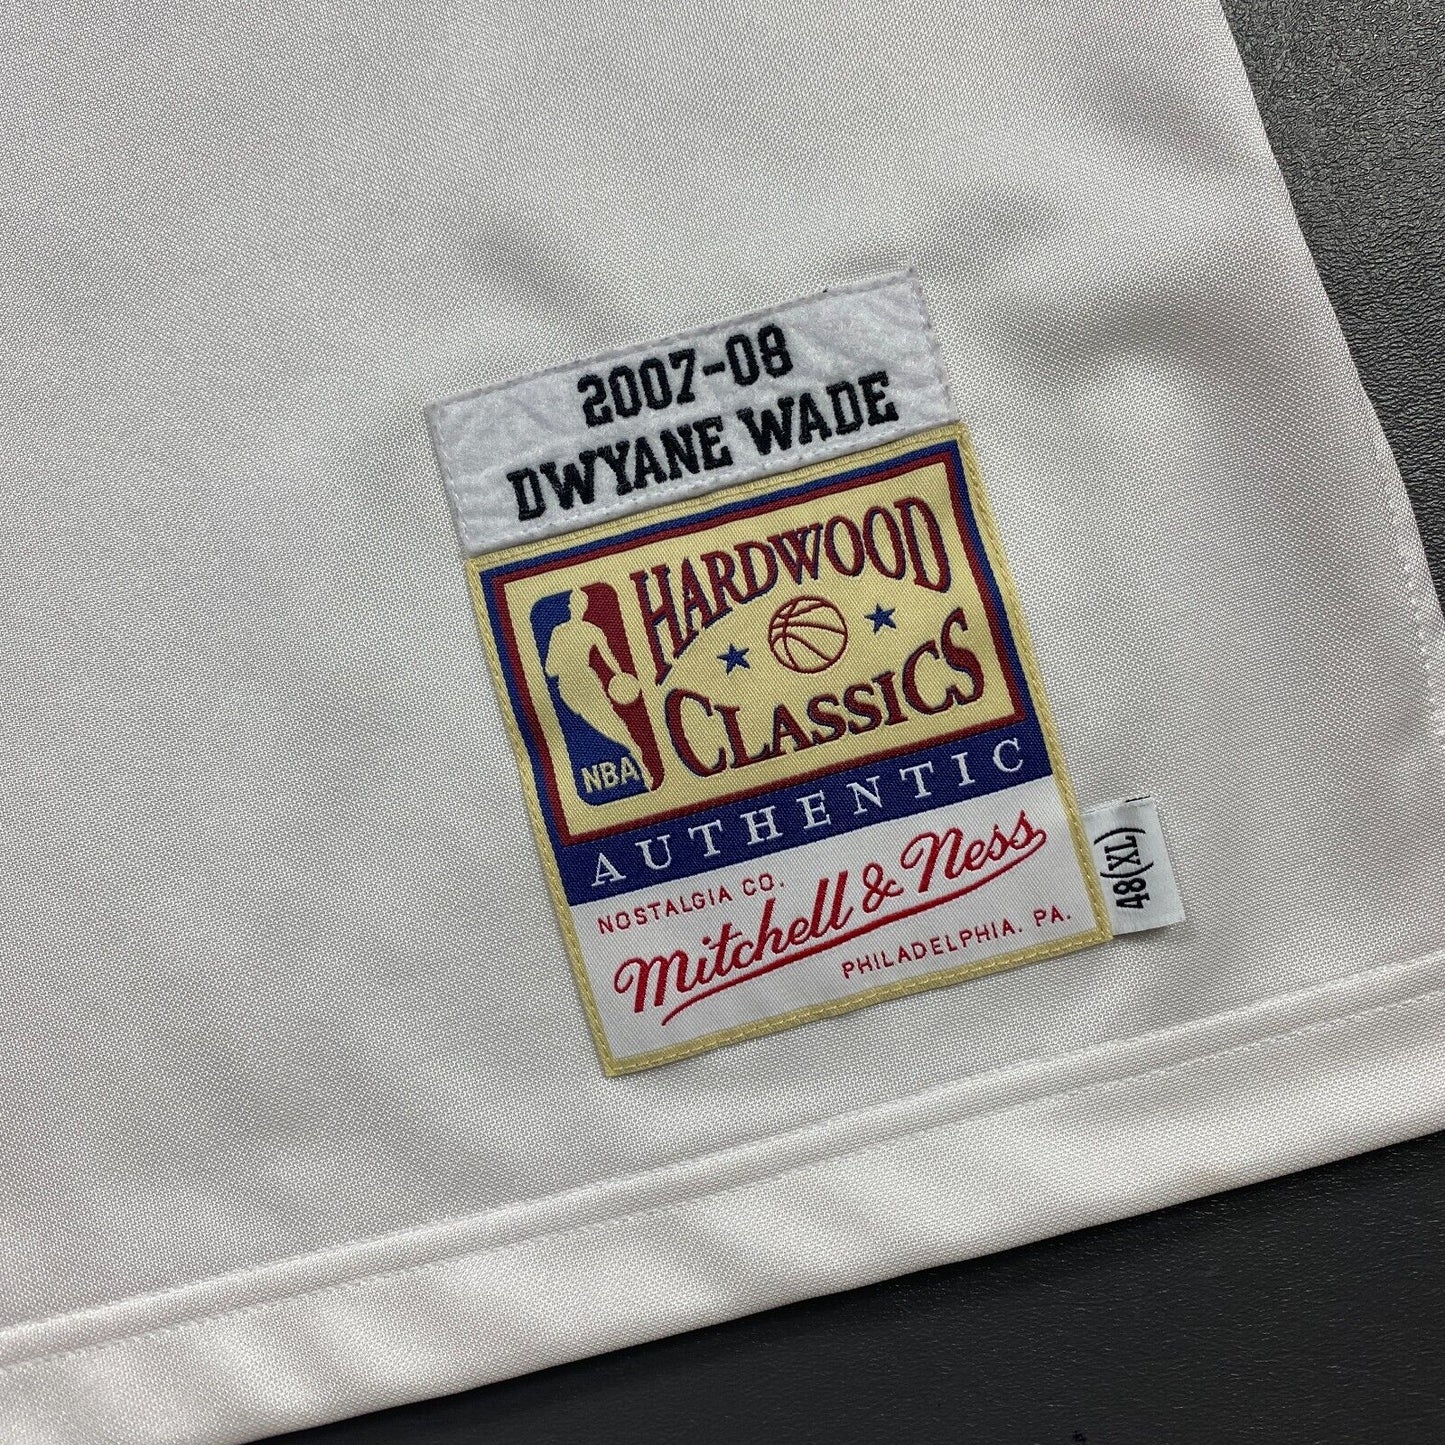 2007-08
DWYANE WADE
HARDWOOD
CLASSICS
NBA
AUTHENTIC
NOSTALGIA CO.
Mitchell & Ness
PHILADELPHIA, PA.
48(XL)